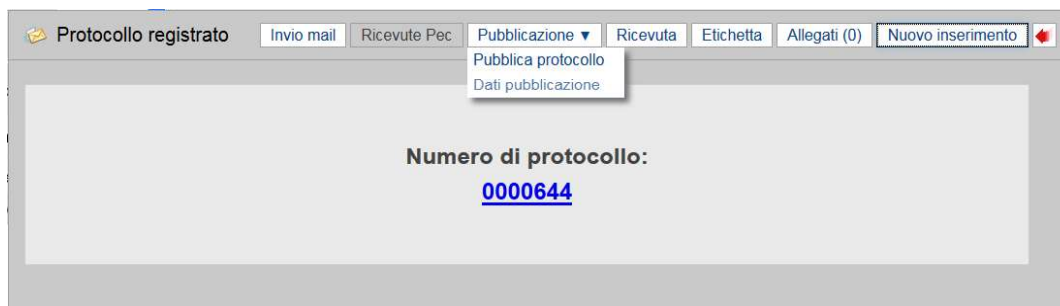 Protocollo registrato Invio mail Ricevute Pec Pubblicazione ▼ Ricevuta Etichetta Allegati (0) Nuovo inserimento
Pubblica protocollo
Dati pubblicazione
Numero di protocollo:
0000644